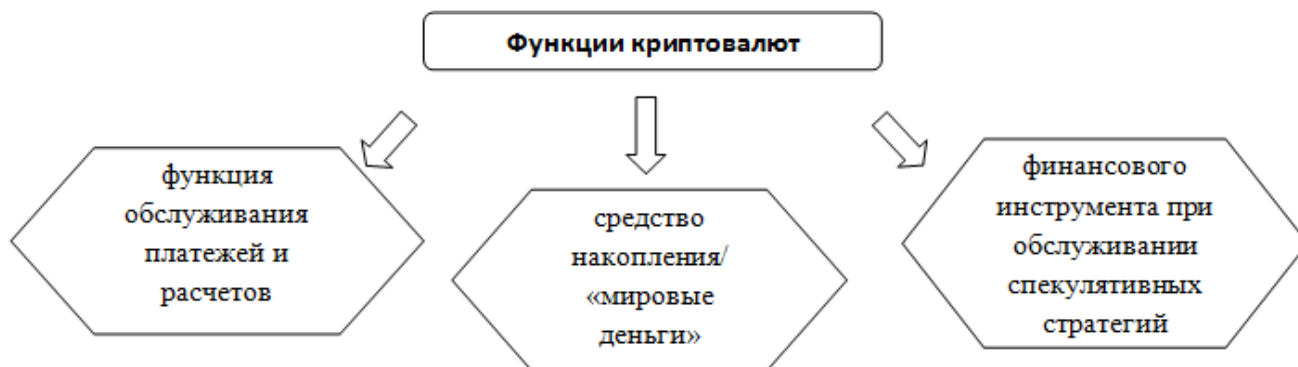 Функции криптовалют
функция
обслуживания
платежей и
расчетов
средство
накопления/
«мировые
деньги»
финансового
инструмента при
обслуживании
спекулятивных
стратегий